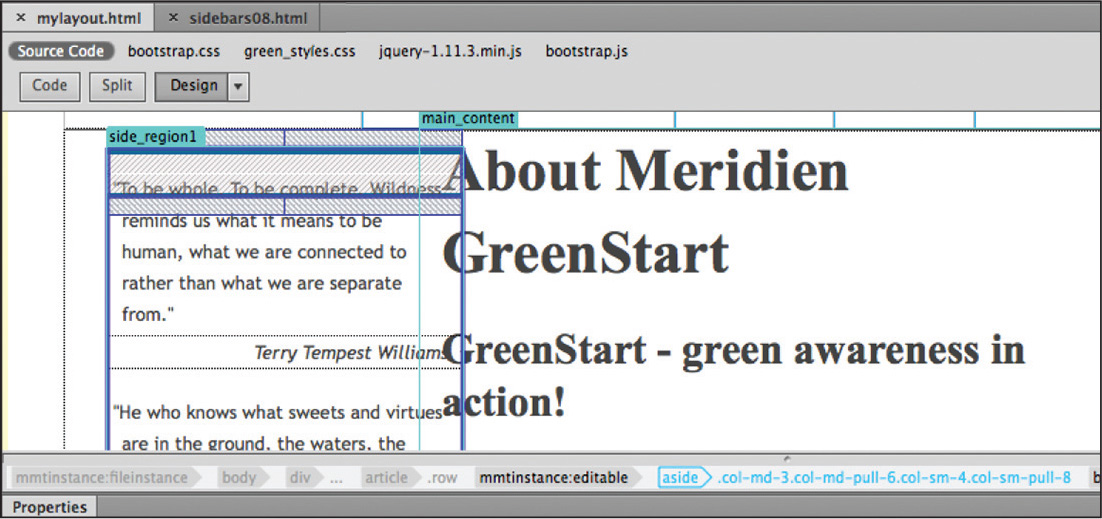 × mylayout.html × sidebars08.html
Source Code bootstrap.css green_styles.css jquery-1.11.3.min.js bootstrap.js
Code Split Design
main_content
side_region1
About Meridien
GreenStart
"To be whole. To be complete. Wildness
reminds us what it means to be
human, what we are connected to
rather than what we are separate
from."
Terry Tempest Williams
GreenStart - green awareness in
action!
"He who knows what sweets and virtues
are in the ground, the waters, the
mmtinstance:fileinstance body div ... article .row mmtinstance:editable aside .col-md-3.col-md-pull-6.col-sm-4.col-sm-pull-8
Properties